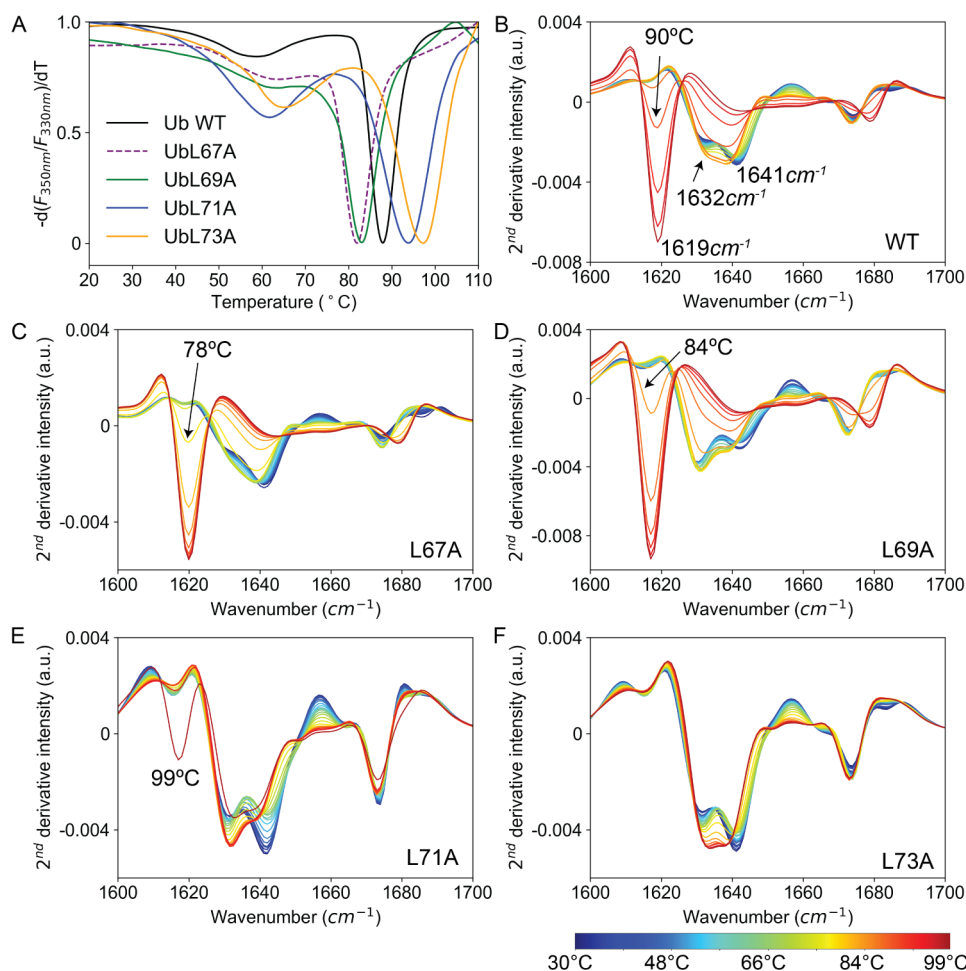 A
-d(F350nm/F330nm)/dT
1.0
0.5
0
Ub WT
UbL67A
UbL69A
UbL71A
UbL73A
20 30 40 50 60 70 80 90 100 110
Temperature (°C)
B
2nd derivative intensity (a.u.)
0.004
0
-0.004
-0.008
90ºC
1641cm-1
1632cm-1
1619cm-1
WT
1600 1620 1640 1660 1680 1700
Wavenumber (cm−1)
C
2nd derivative intensity (a.u.)
0.004
0
-0.004
78ºC
L67A
1600 1620 1640 1660 1680 1700
Wavenumber (cm−1)
D
2nd derivative intensity (a.u.)
0.004
0
-0.004
-0.008
84ºC
L69A
1600 1620 1640 1660 1680 1700
Wavenumber (cm−1)
E
2nd derivative intensity (a.u.)
0.004
0
-0.004
99ºC
L71A
1600 1620 1640 1660 1680 1700
Wavenumber (cm−1)
F
2nd derivative intensity (a.u.)
0.004
0
-0.004
L73A
1600 1620 1640 1660 1680 1700
Wavenumber (cm−1)
30ºC 48ºC 66ºC 84ºC 99ºC